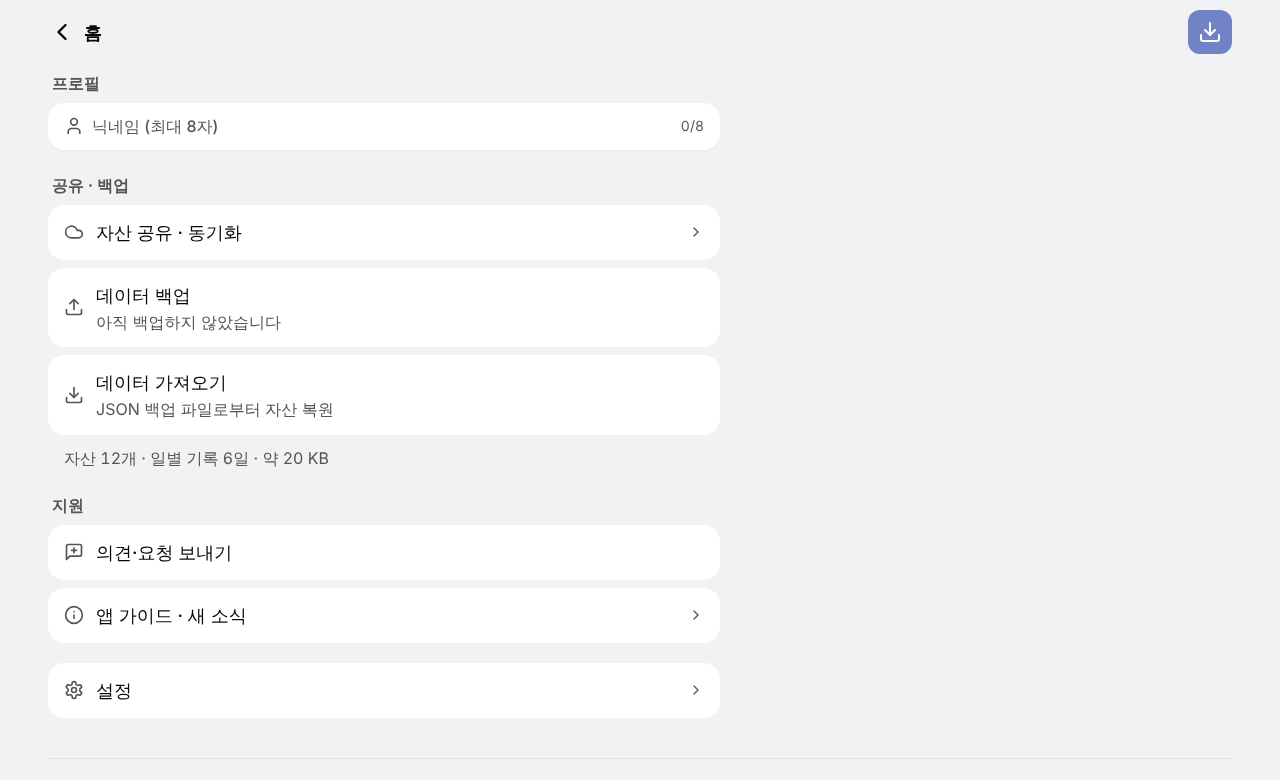 홈
프로필
닉네임 (최대 8자)
0/8
공유 · 백업
자산 공유 · 동기화
데이터 백업
아직 백업하지 않았습니다
데이터 가져오기
JSON 백업 파일로부터 자산 복원
자산 12개 · 일별 기록 6일 · 약 20 KB
지원
의견·요청 보내기
앱 가이드 · 새 소식
설정